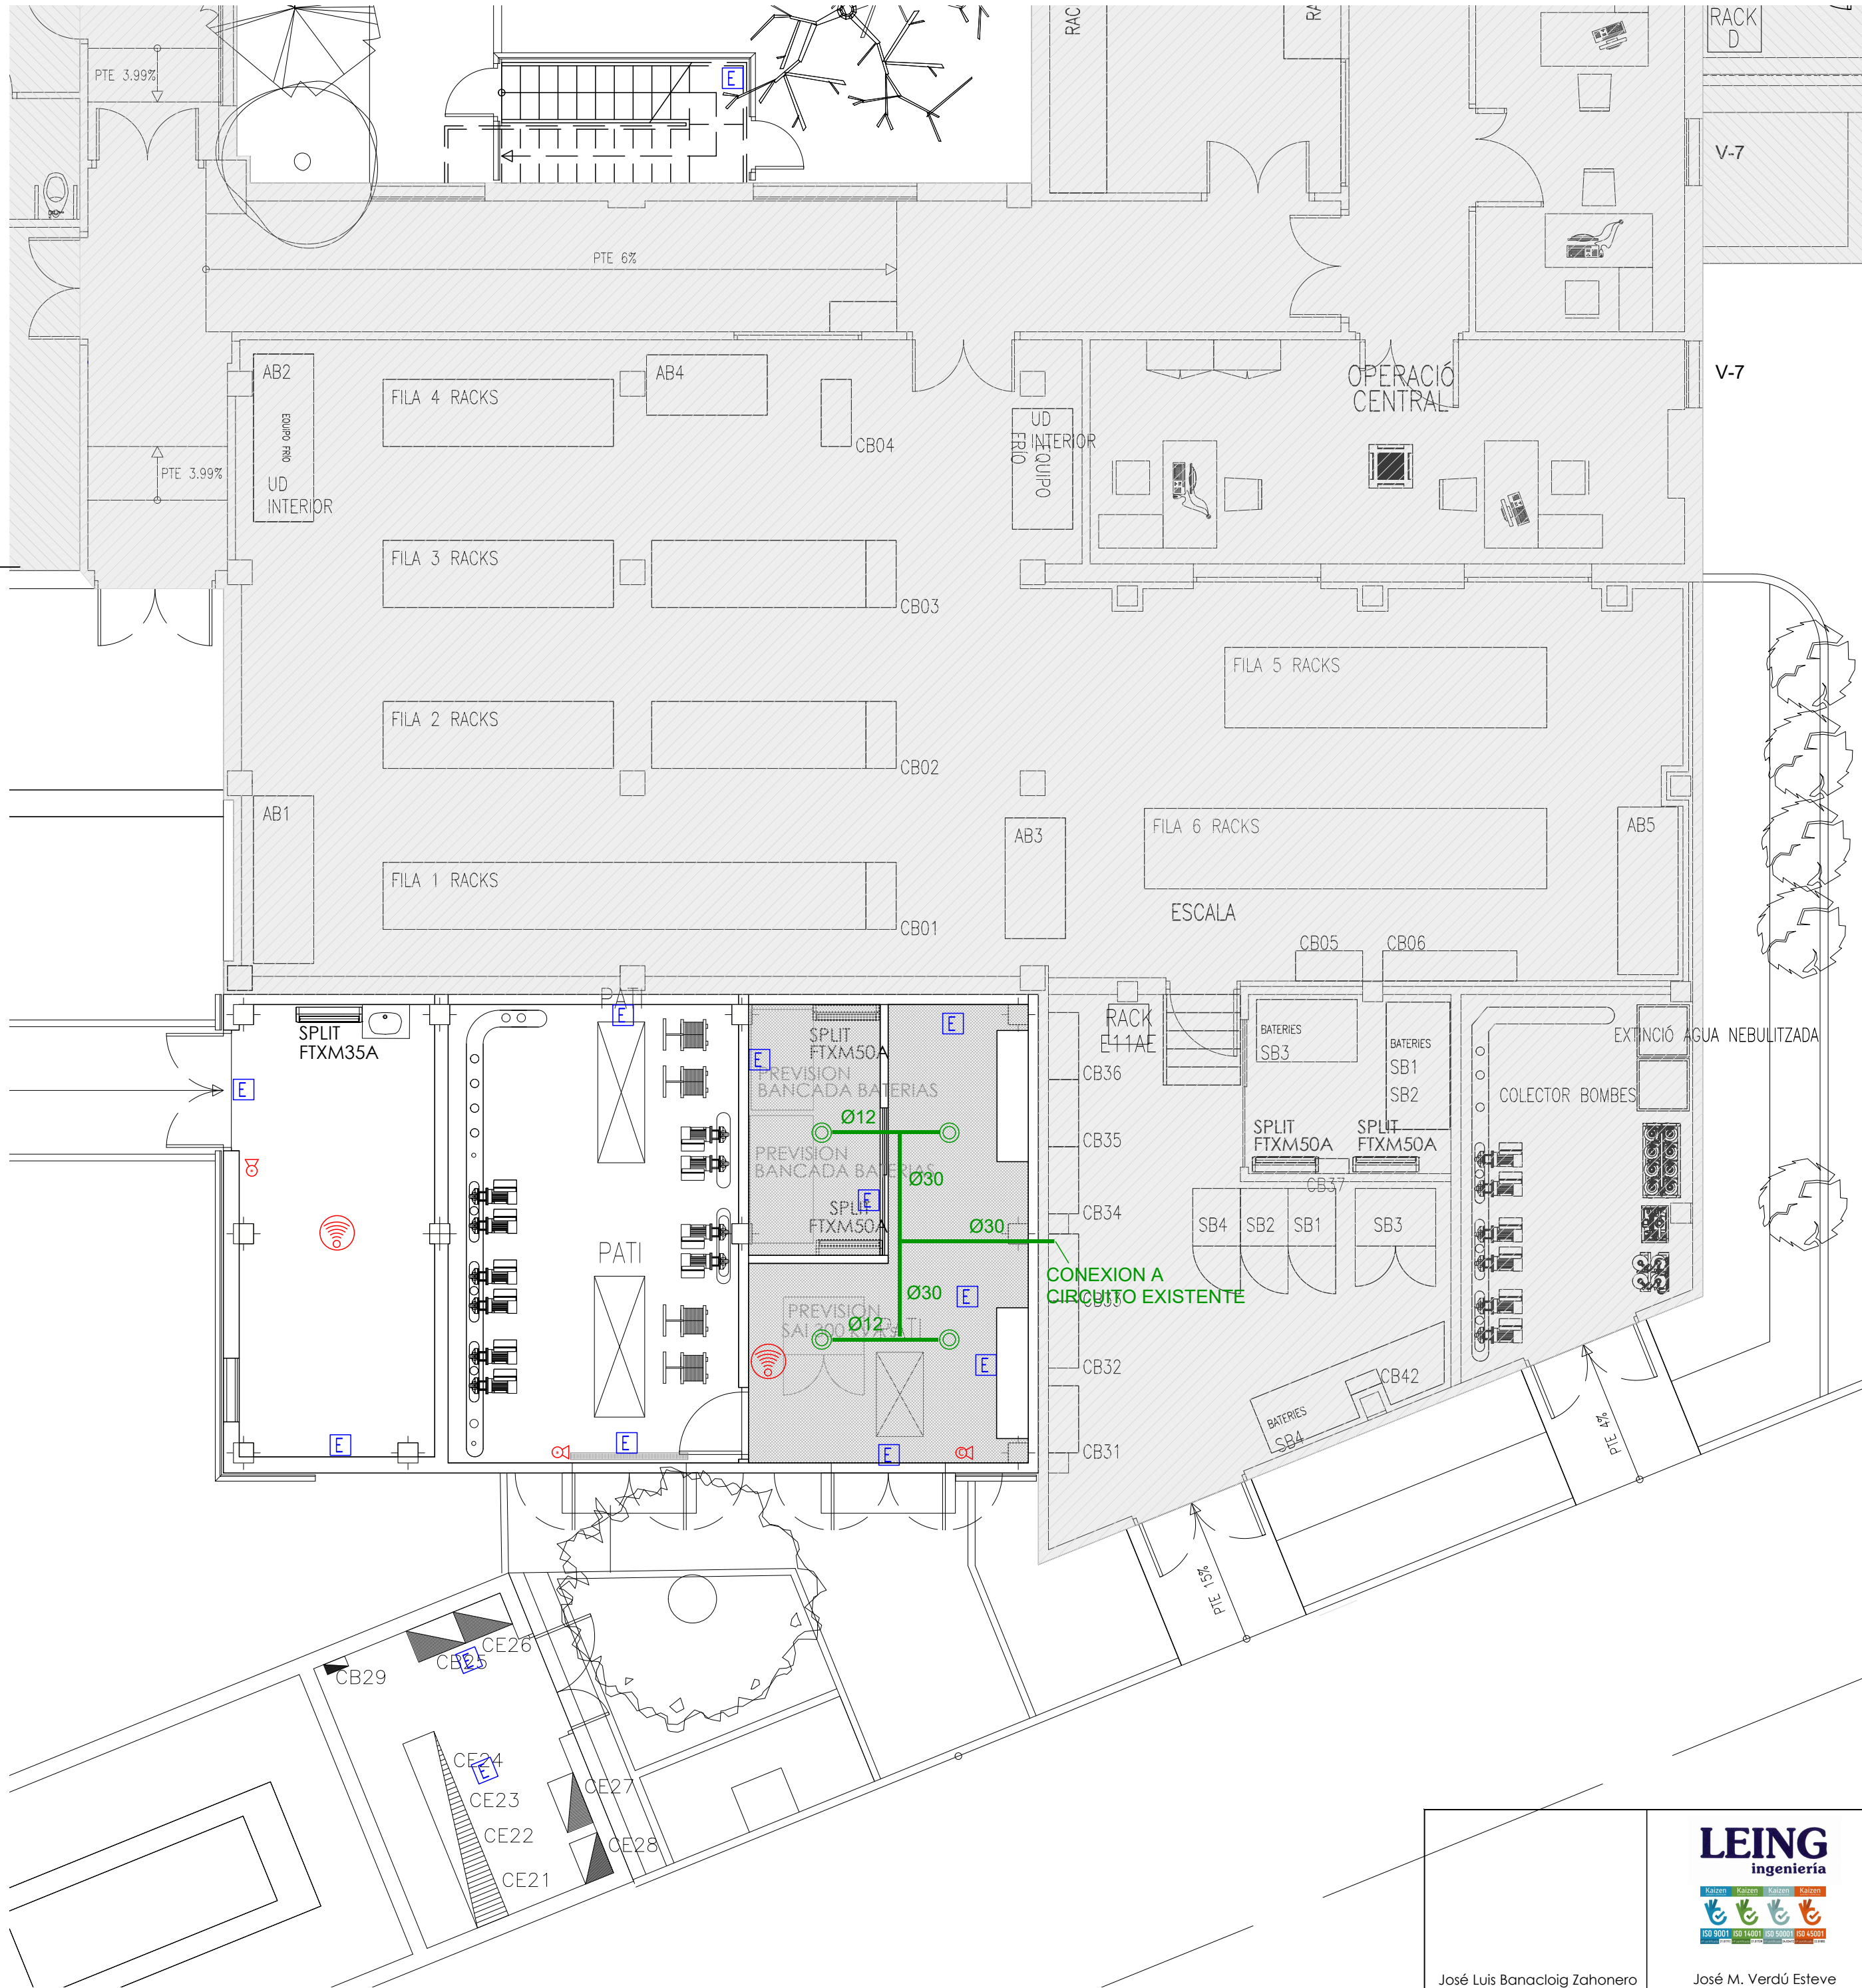 RACK
D
PTE 3.99%
E
V-7
PTE 6%
AB2
EQUIPO FRÍO
UD
INTERIOR
FILA 4 RACKS
AB4
CB04
UD
INTERIOR
EQUIPO
FRÍO
OPERACIÓ
CENTRAL
V-7
PTE 3.99%
FILA 3 RACKS
CB03
FILA 5 RACKS
FILA 2 RACKS
CB02
AB1
AB3
FILA 6 RACKS
AB5
FILA 1 RACKS
CB01
ESCALA
CB05
CB06
PATI
E
SPLIT
FTXM35A
E
SPLIT
FTXM50A
E
E
PREVISION
BANCADA BATERIAS
RACK
E11AE
CB36
BATERIES
SB3
BATERIES
SB1
SB2
EXTINCIÓ AGUA NEBULITZADA
COLECTOR BOMBES
Ø12
CB35
SPLIT
FTXM50A
SPLIT
FTXM50A
PREVISION
BANCADA BATERIAS
Ø30
CB37
E
SPLIT
FTXM50A
CB34
SB4
SB2
SB1
SB3
Ø30
PATI
CONEXION A
CIRCUITO EXISTENTE
CB33
Ø30
E
PREVISION
SAI 300 KVA
PATI
Ø12
E
CB32
CB42
BATERIES
SB4
PTE 4%
E
E
E
CB31
PTE 15%
CE26
CB25
E
CB29
CE24
E
CE23
CE27
CE22
CE28
CE21
LEING
ingeniería
Kaizen Kaizen Kaizen Kaizen
ISO 9001 ISO 14001 ISO 50001 ISO 45001
José Luis Banacloig Zahonero
José M. Verdú Esteve